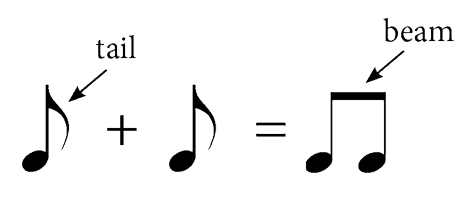 beam
tail
+ =